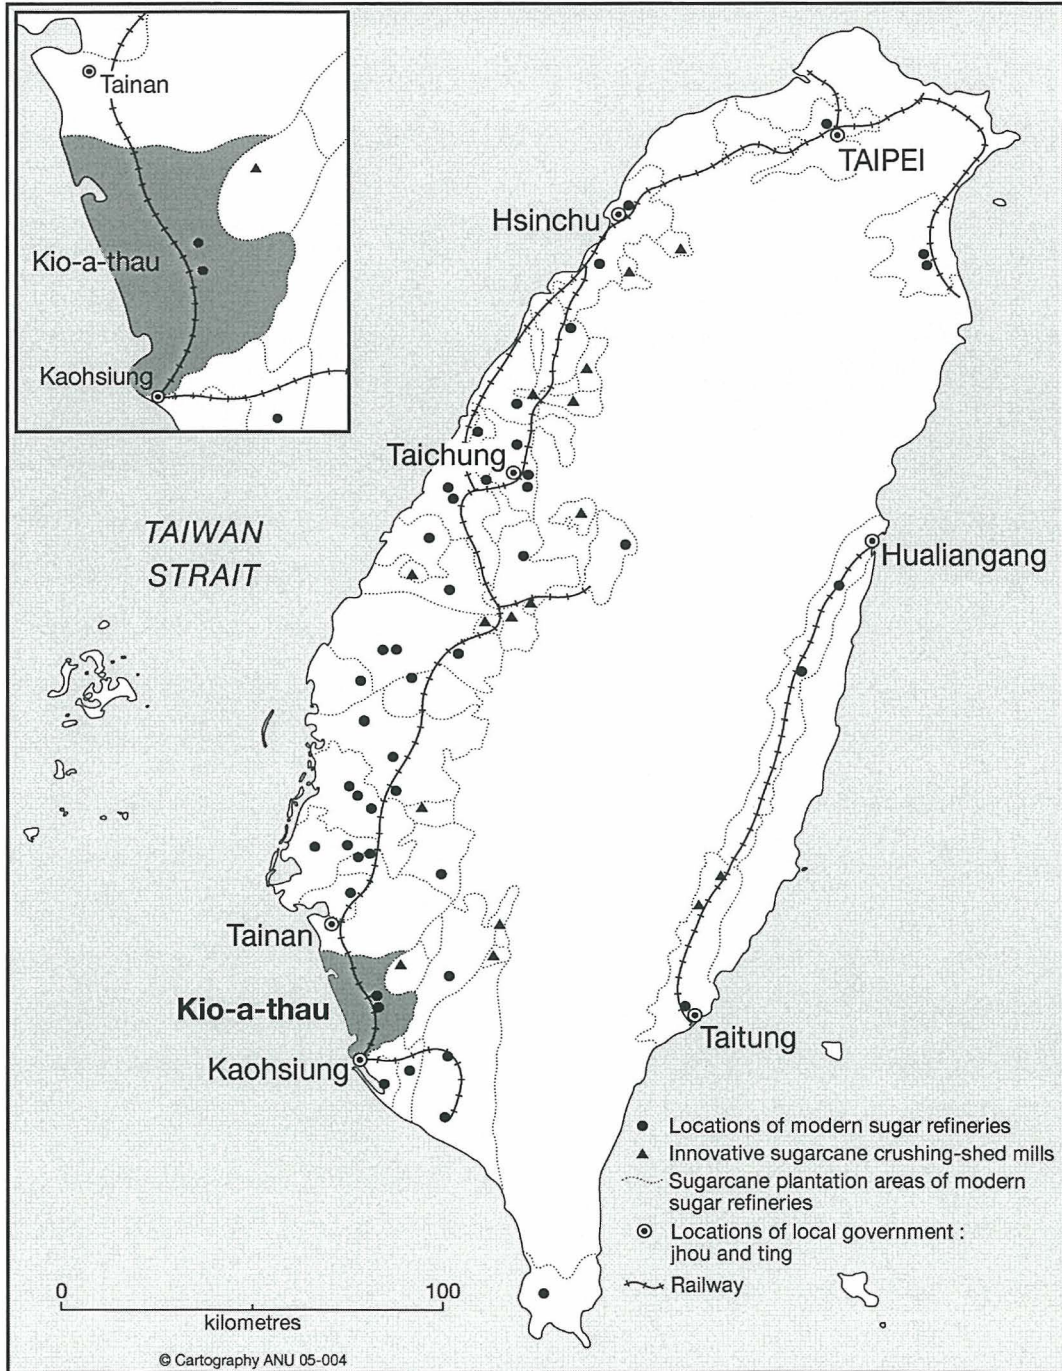 Tainan
Kio-a-thau
Kaohsiung
TAIPEI
Hsinchu
Taichung
TAIWAN
STRAIT
Hualiangang
Tainan
Kio-a-thau
Kaohsiung
Taitung
Locations of modern sugar refineries
Innovative sugarcane crushing-shed mills
Sugarcane plantation areas of modern
sugar refineries
Locations of local government :
jhou and ting
Railway
0 100
kilometres
© Cartography ANU 05-004